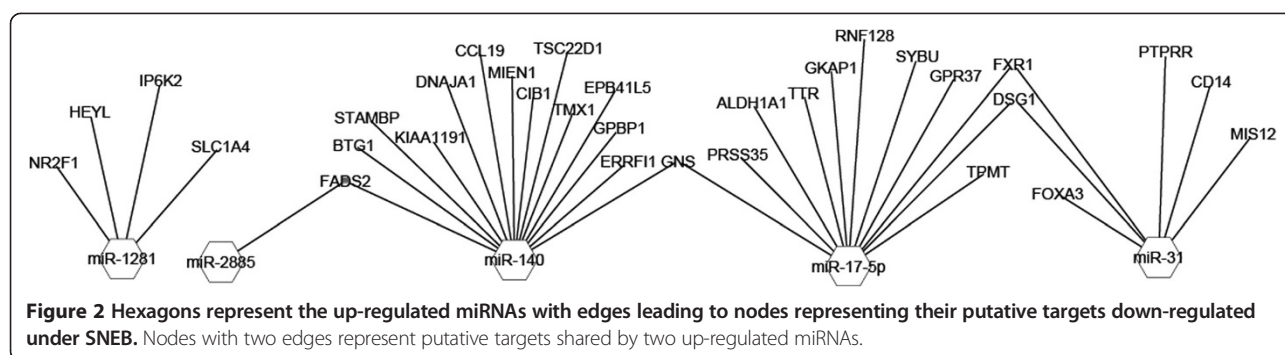 RNF128
CCL19
TSC22D1
PTPRR
SYBU
FXR1
MIEN1
GKAP1
IP6K2
DNAJA1
GPR37
CD14
CIB1
EPB41L5
TTR
DSG1
HEYL
ALDH1A1
TMX1
STAMBP
GPBP1
KIAA1191
MIS12
SLC1A4
BTG1
PRSS35
NR2F1
ERRFI1
GNS
TPMT
FADS2
FOXA3
miR-1281
miR-2885
miR-140
miR-17-5p
miR-31
Figure 2 Hexagons represent the up-regulated miRNAs with edges leading to nodes representing their putative targets down-regulated
under SNEB. Nodes with two edges represent putative targets shared by two up-regulated miRNAs.